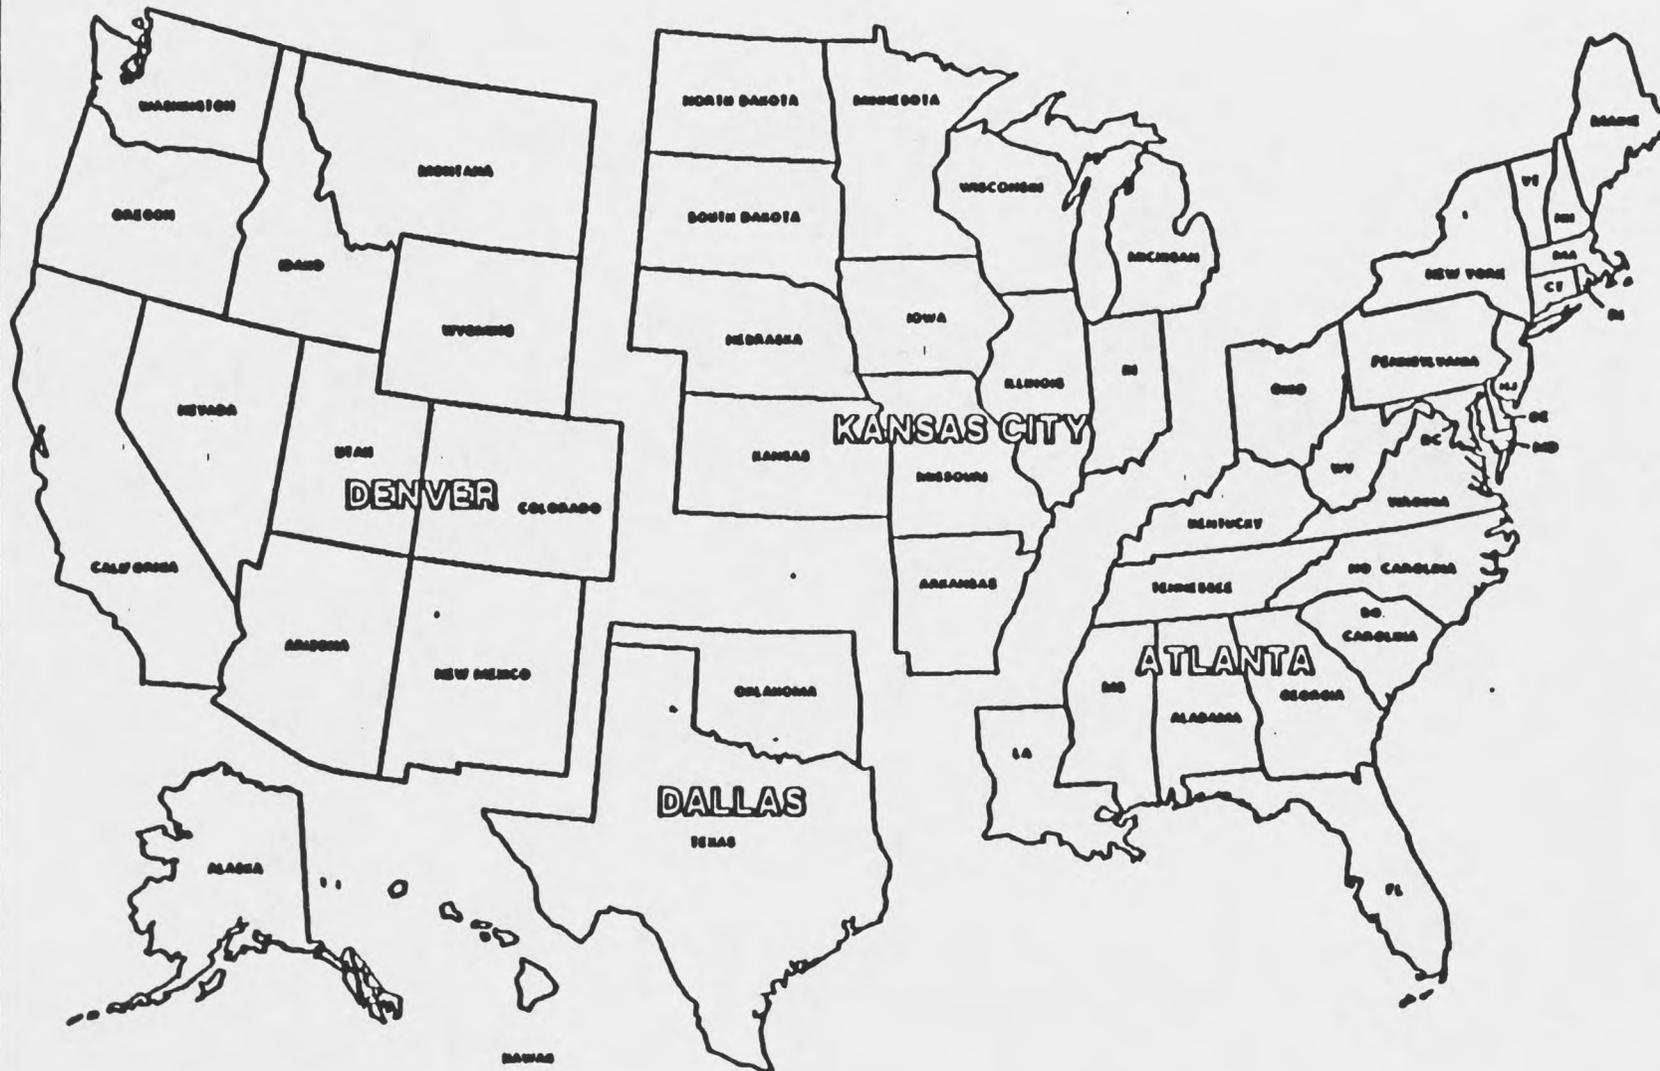 WASHINGTON
MONTANA
OREGON
IDAHO
WYOMING
NEVADA
UTAH
COLORADO
DENVER
CALIFORNIA
ARIZONA
NEW MEXICO
ALASKA
HAWAII
NORTH DAKOTA
MINNESOTA
SOUTH DAKOTA
WISCONSIN
MICHIGAN
NEBRASKA
IOWA
ILLINOIS
IN
KANSAS CITY
KANSAS
MISSOURI
ARKANSAS
OKLAHOMA
DALLAS
TEXAS
MAINE
VT
NH
MA
NEW YORK
CT
RI
PENNSYLVANIA
OHIO
NJ
DE
MD
DC
WV
VIRGINIA
KENTUCKY
TENNESSEE
NO CAROLINA
SO.
CAROLINA
ATLANTA
MS
ALABAMA
GEORGIA
LA
FL